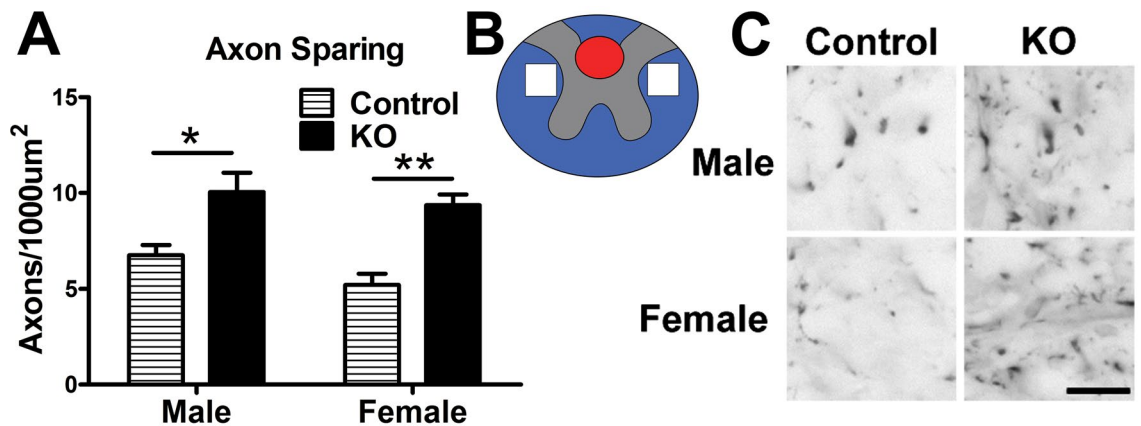 A
Axon Sparing
Control
KO
15
10
5
0
Axons/1000um²
*
**
Male
Female
B
C
Control
KO
Male
Female